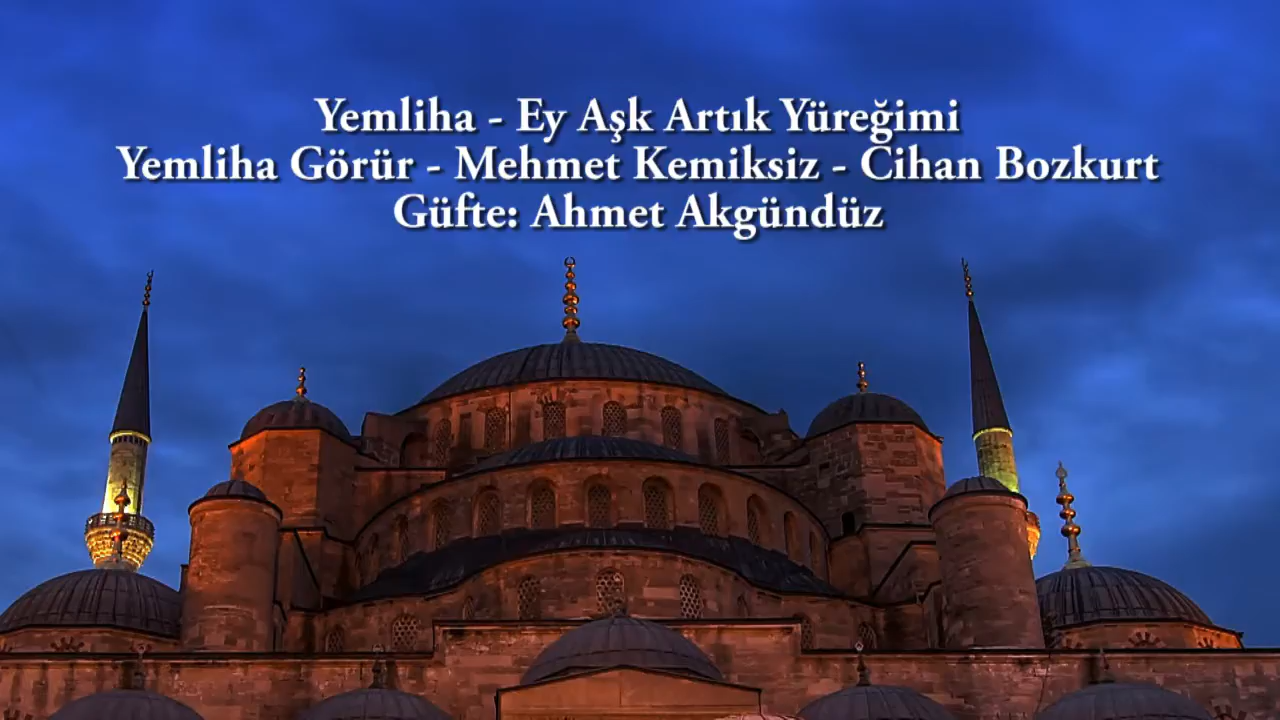 Yemliha - Ey Aşk Artık Yüreğimi
Yemliha Görür - Mehmet Kemiksiz - Cihan Bozkurt
Güfte: Ahmet Akgündüz